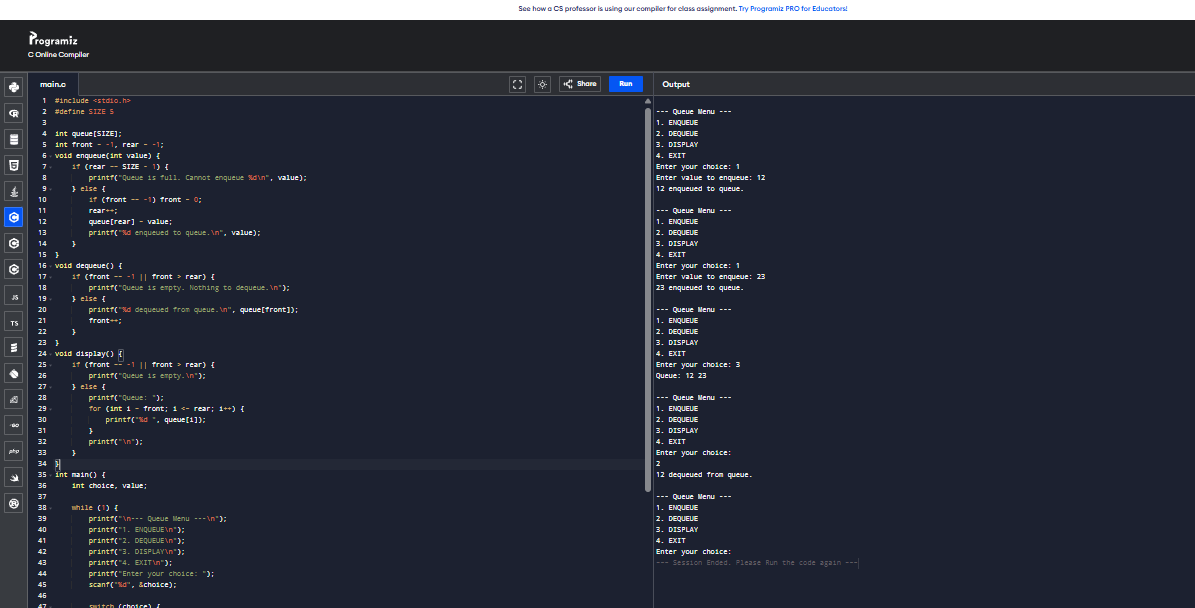 See how a CS professor is using our compiler for class assignment. Try Programiz PRO for Educators!
Programiz
C Online Compiler
main.c
Share
Run
Output
1 #include <stdio.h>
2 #define SIZE 5
3
4 int queue[SIZE];
5 int front = -1, rear = -1;
6 void enqueue(int value) {
7     if (rear == SIZE - 1) {
8         printf("Queue is full. Cannot enqueue %d\n", value);
9     } else {
10         if (front == -1) front = 0;
11         rear++;
12         queue[rear] = value;
13         printf("%d enqueued to queue.\n", value);
14     }
15 }
16 void dequeue() {
17     if (front == -1 || front > rear) {
18         printf("Queue is empty. Nothing to dequeue.\n");
19     } else {
20         printf("%d dequeued from queue.\n", queue[front]);
21         front++;
22     }
23 }
24 void display() {
25     if (front == -1 || front > rear) {
26         printf("Queue is empty.\n");
27     } else {
28         printf("Queue: ");
29         for (int i = front; i <= rear; i++) {
30             printf("%d ", queue[i]);
31         }
32         printf("\n");
33     }
34 }
35 int main() {
36     int choice, value;
37
38     while (1) {
39         printf("\n--- Queue Menu ---\n");
40         printf("1. ENQUEUE\n");
41         printf("2. DEQUEUE\n");
42         printf("3. DISPLAY\n");
43         printf("4. EXIT\n");
44         printf("Enter your choice: ");
45         scanf("%d", &choice);
46
47         switch (choice) {
--- Queue Menu ---
1. ENQUEUE
2. DEQUEUE
3. DISPLAY
4. EXIT
Enter your choice: 1
Enter value to enqueue: 12
12 enqueued to queue.
--- Queue Menu ---
1. ENQUEUE
2. DEQUEUE
3. DISPLAY
4. EXIT
Enter your choice: 1
Enter value to enqueue: 23
23 enqueued to queue.
--- Queue Menu ---
1. ENQUEUE
2. DEQUEUE
3. DISPLAY
4. EXIT
Enter your choice: 3
Queue: 12 23
--- Queue Menu ---
1. ENQUEUE
2. DEQUEUE
3. DISPLAY
4. EXIT
Enter your choice:
2
12 dequeued from queue.
--- Queue Menu ---
1. ENQUEUE
2. DEQUEUE
3. DISPLAY
4. EXIT
Enter your choice:
--- Session Ended. Please Run the code again ---
JS
TS
GO
php